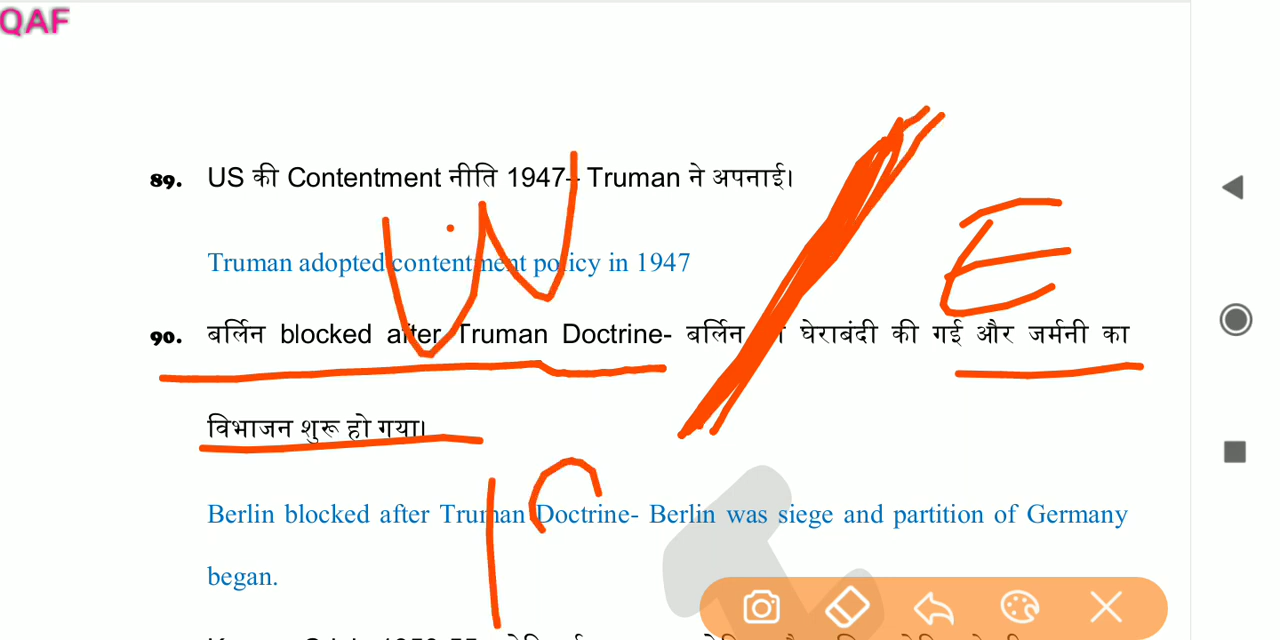 QAF
89. US की Contentment नीति 1947- Truman ने अपनाई।
Truman adopted contentment policy in 1947
W E
90. बर्लिन blocked after Truman Doctrine- बर्लिन घेराबंदी की गई और जर्मनी का
विभाजन शुरू हो गया।
Berlin blocked after Truman Doctrine- Berlin was siege and partition of Germany
began.